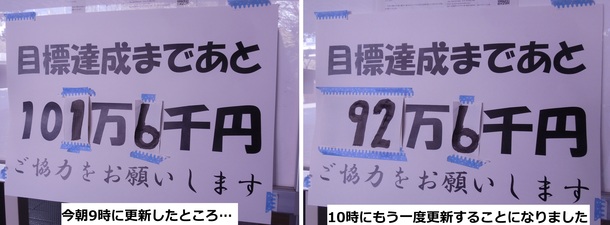 目標達成まであと
101万6千円
ご協力をお願いします
今朝9時に更新したところ…
目標達成まであと
92万6千円
ご協力をお願いします
10時にもう一度更新することになりました